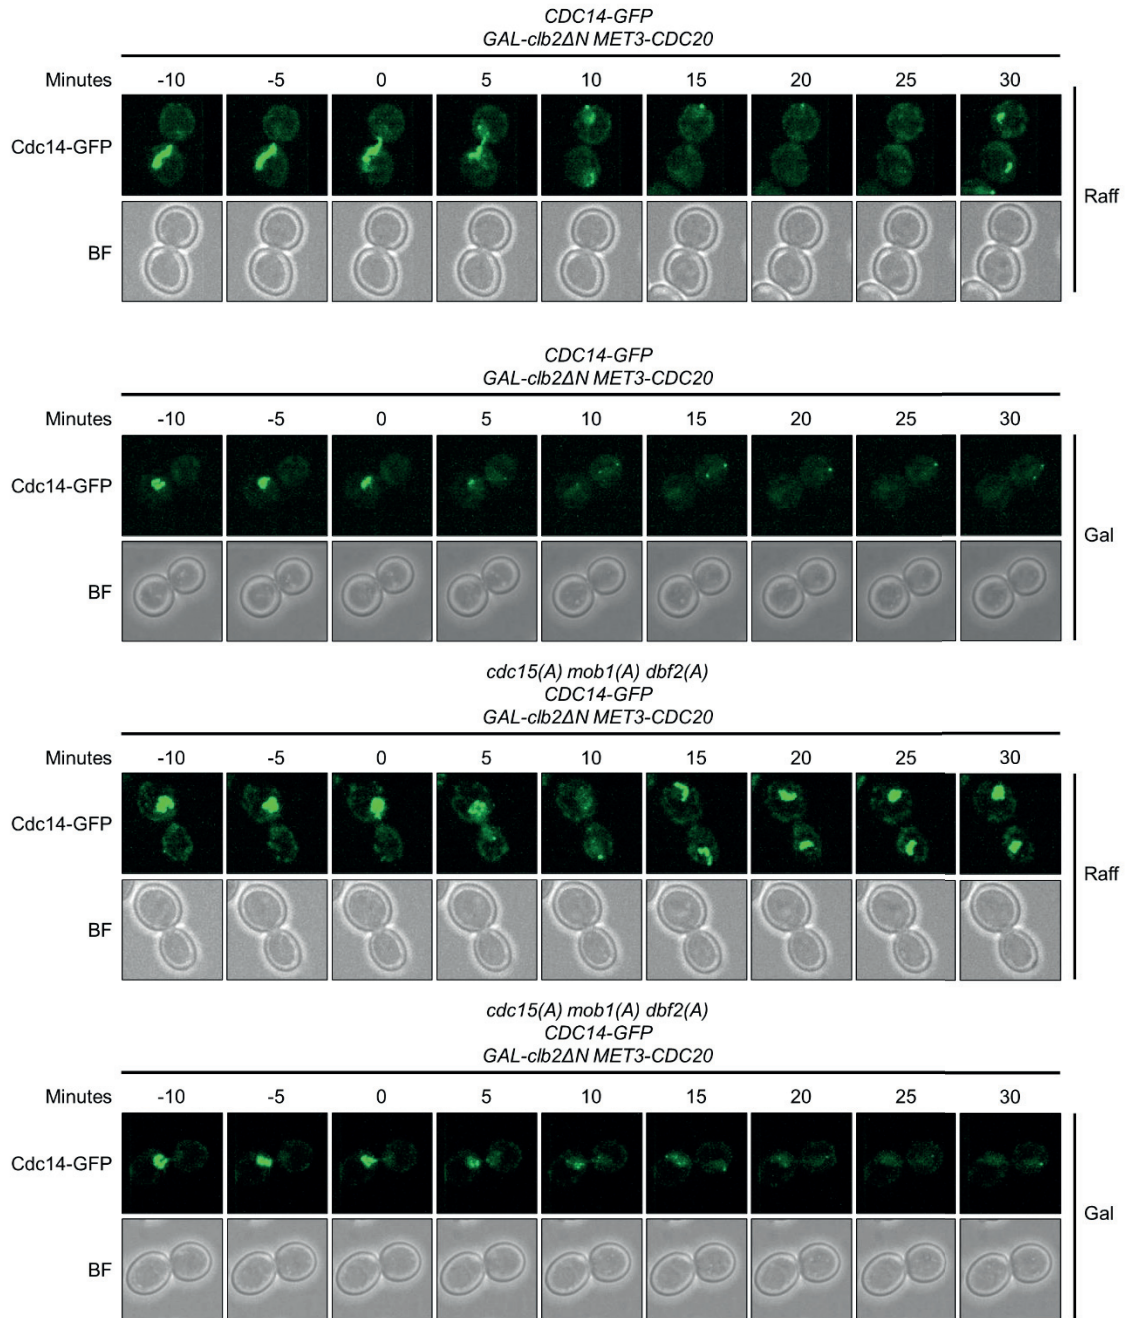 CDC14-GFP
GAL-clb2ΔN MET3-CDC20
Minutes -10 -5 0 5 10 15 20 25 30
Cdc14-GFP
Raff
BF
CDC14-GFP
GAL-clb2ΔN MET3-CDC20
Minutes -10 -5 0 5 10 15 20 25 30
Cdc14-GFP
Gal
BF
cdc15(A) mob1(A) dbf2(A)
CDC14-GFP
GAL-clb2ΔN MET3-CDC20
Minutes -10 -5 0 5 10 15 20 25 30
Cdc14-GFP
Raff
BF
cdc15(A) mob1(A) dbf2(A)
CDC14-GFP
GAL-clb2ΔN MET3-CDC20
Minutes -10 -5 0 5 10 15 20 25 30
Cdc14-GFP
Gal
BF